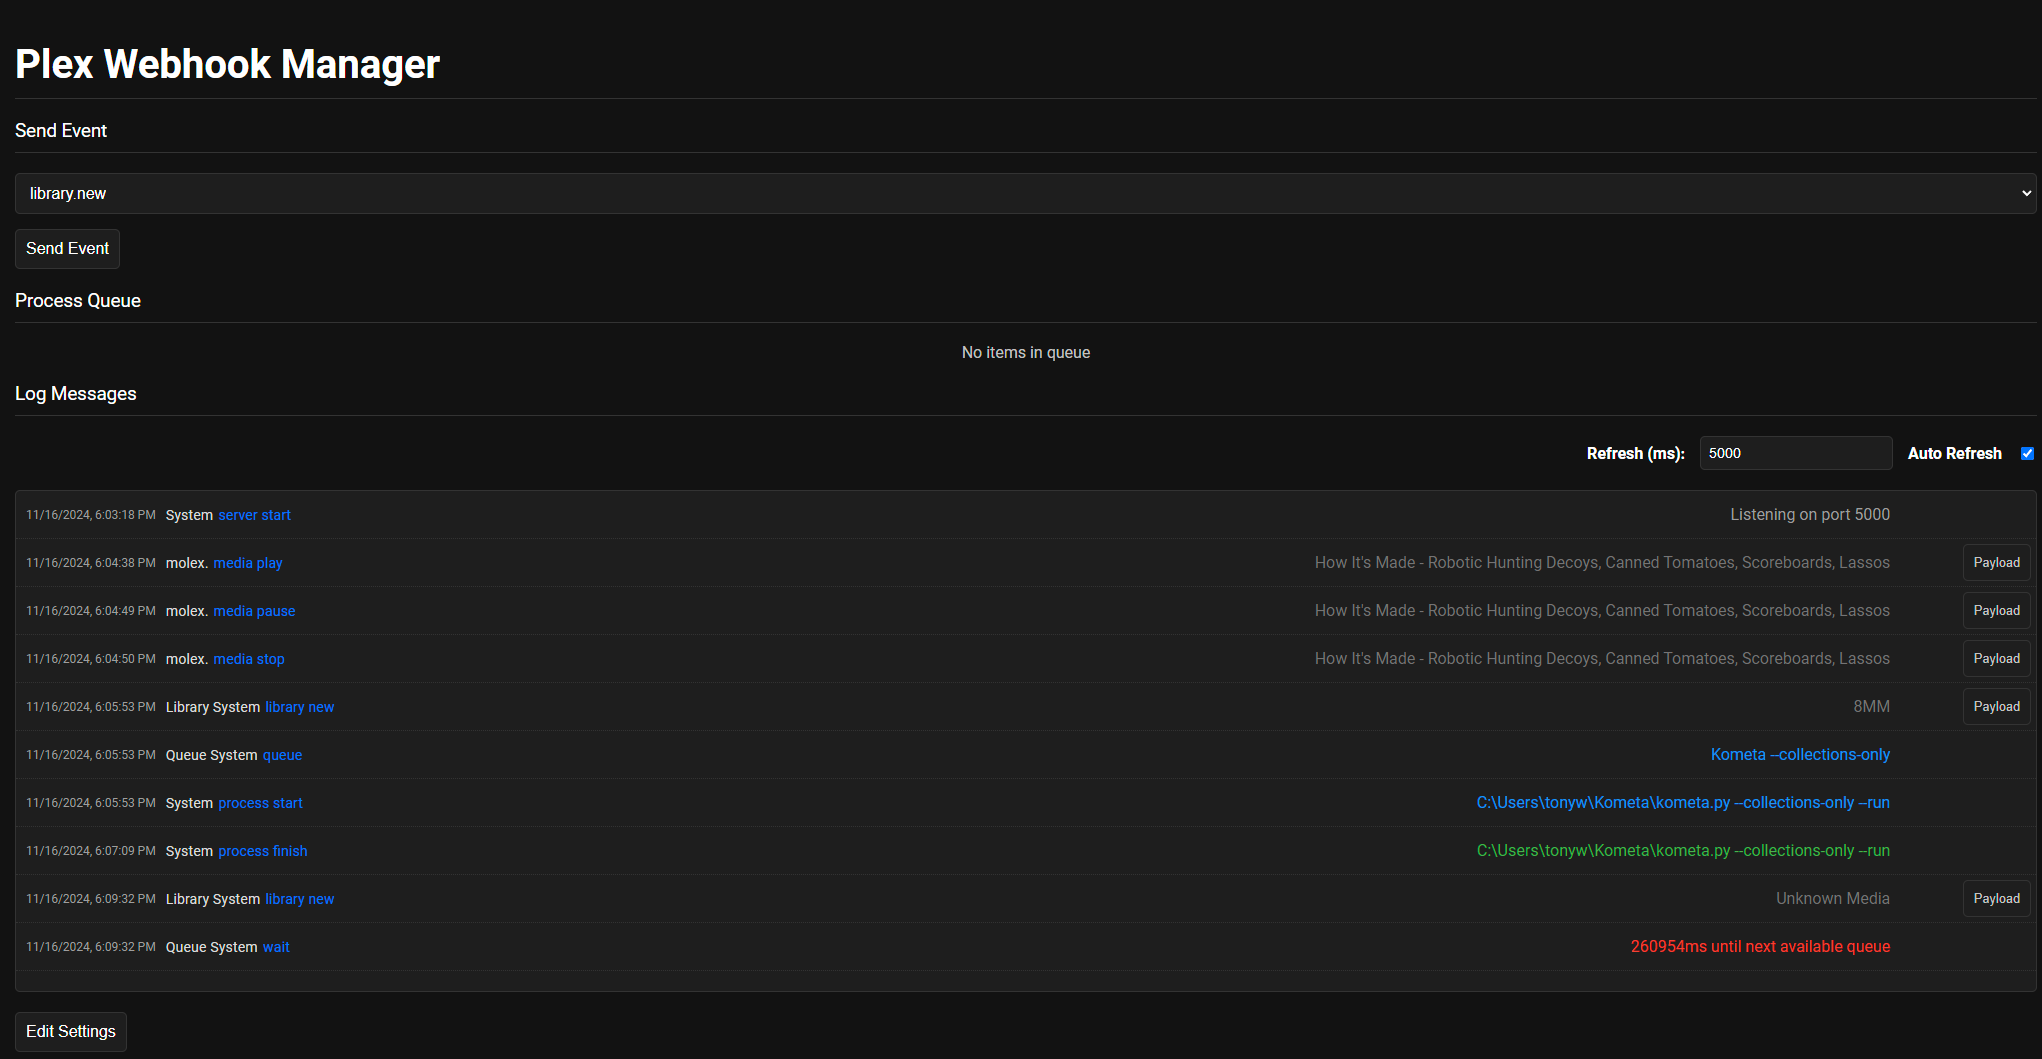 Plex Webhook Manager
Send Event
library.new
Send Event
Process Queue
No items in queue
Log Messages
Refresh (ms): 5000 Auto Refresh
11/16/2024, 6:03:18 PM System server start Listening on port 5000
11/16/2024, 6:04:38 PM molex. media play How It's Made - Robotic Hunting Decoys, Canned Tomatoes, Scoreboards, Lassos Payload
11/16/2024, 6:04:49 PM molex. media pause How It's Made - Robotic Hunting Decoys, Canned Tomatoes, Scoreboards, Lassos Payload
11/16/2024, 6:04:50 PM molex. media stop How It's Made - Robotic Hunting Decoys, Canned Tomatoes, Scoreboards, Lassos Payload
11/16/2024, 6:05:53 PM Library System library new 8MM Payload
11/16/2024, 6:05:53 PM Queue System queue Kometa --collections-only
11/16/2024, 6:05:53 PM System process start C:\Users\tonyw\Kometa\kometa.py --collections-only --run
11/16/2024, 6:07:09 PM System process finish C:\Users\tonyw\Kometa\kometa.py --collections-only --run
11/16/2024, 6:09:32 PM Library System library new Unknown Media Payload
11/16/2024, 6:09:32 PM Queue System wait 260954ms until next available queue
Edit Settings